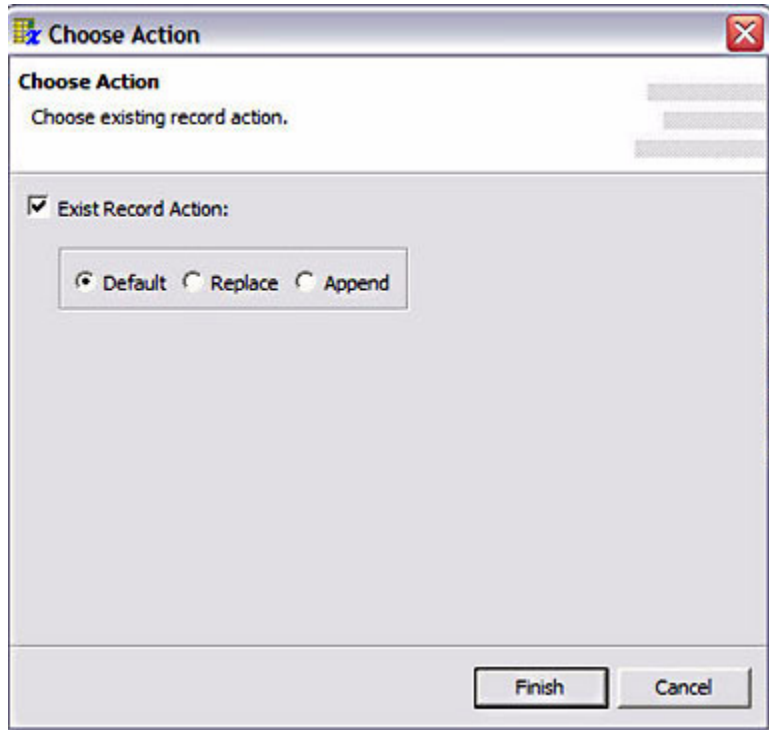 Choose Action
Choose Action
Choose existing record action.
Exist Record Action:
Default Replace Append
Finish Cancel